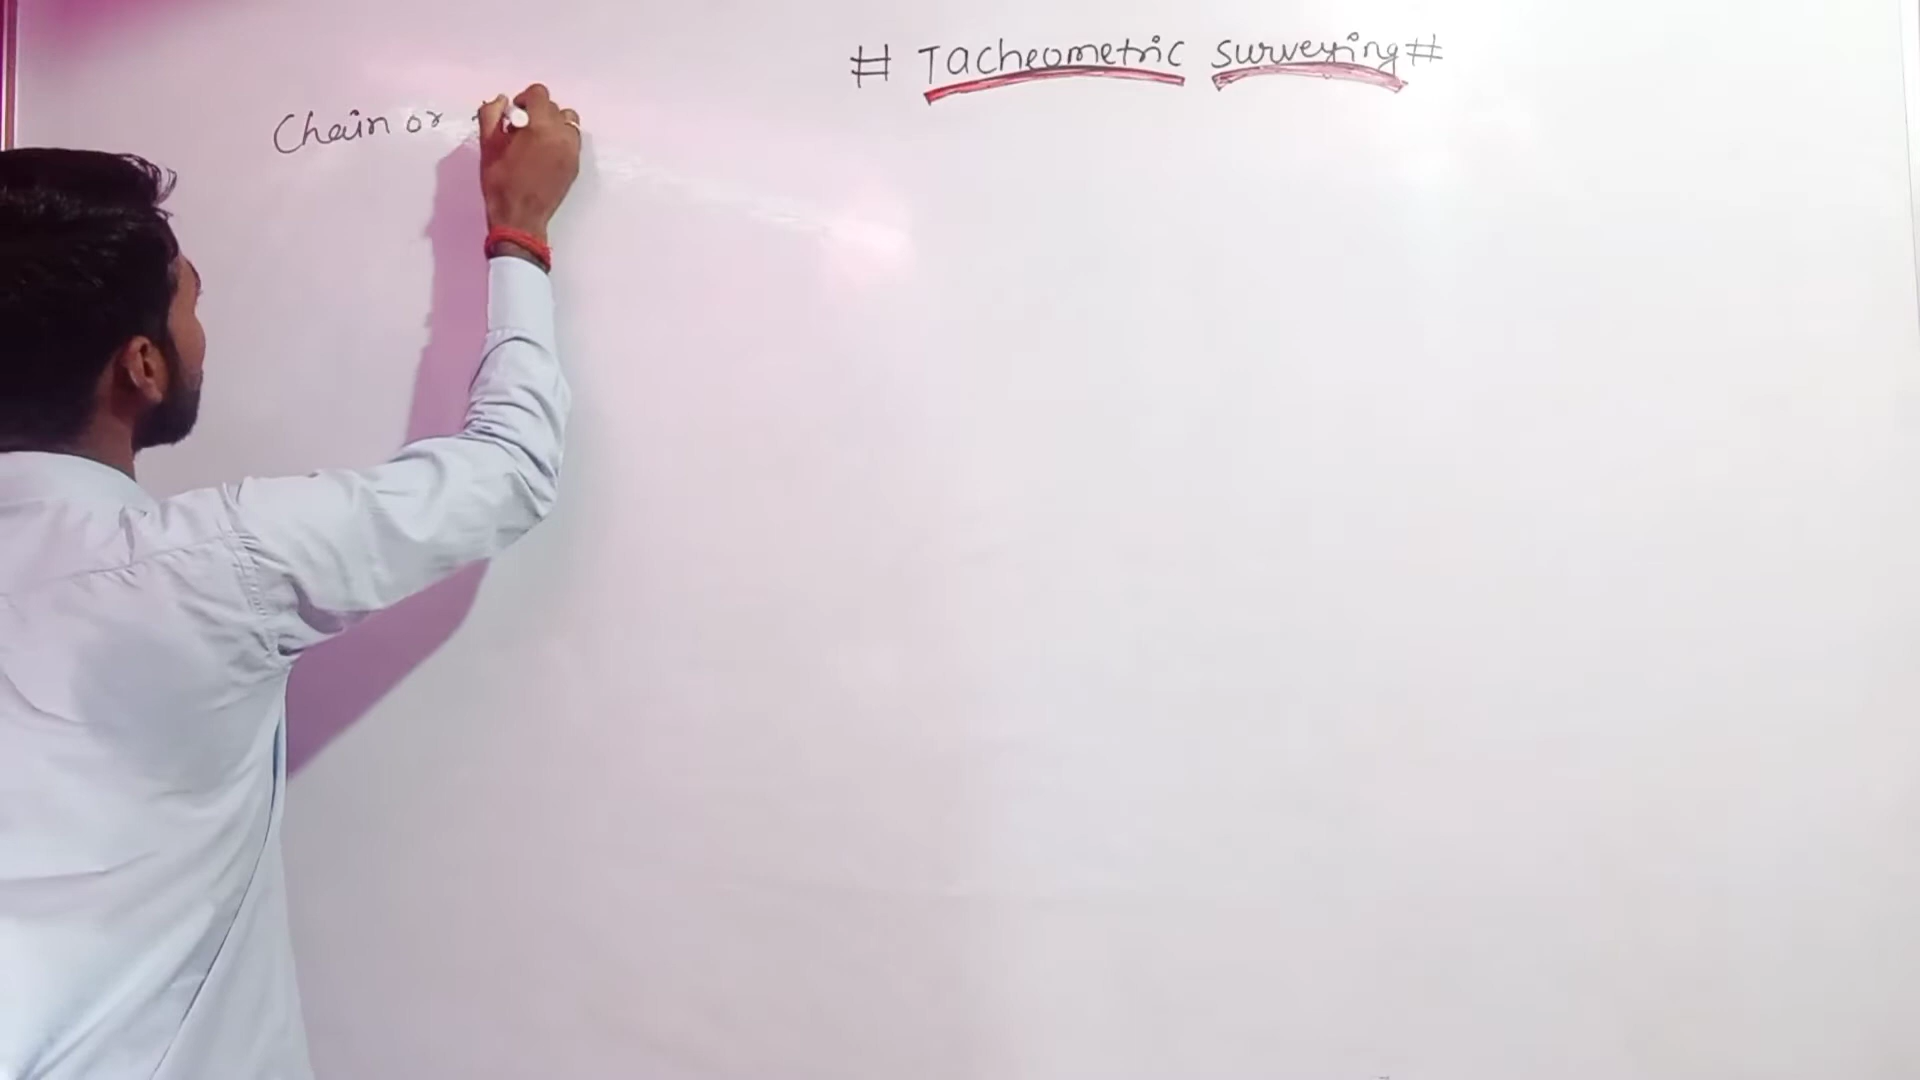 # Tacheometric surveying #
Chain or